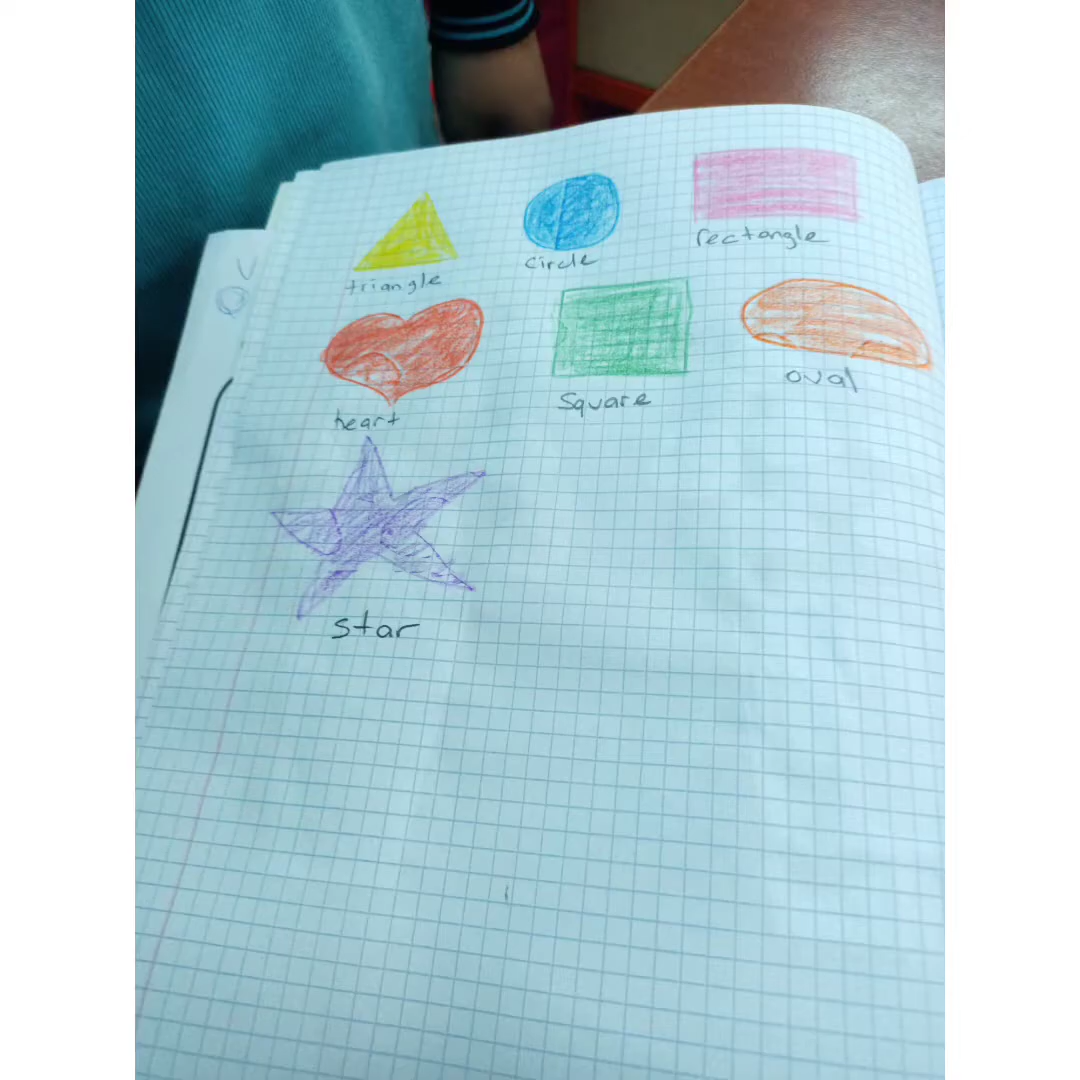 triangle
circle
rectangle
heart
Square
oval
star